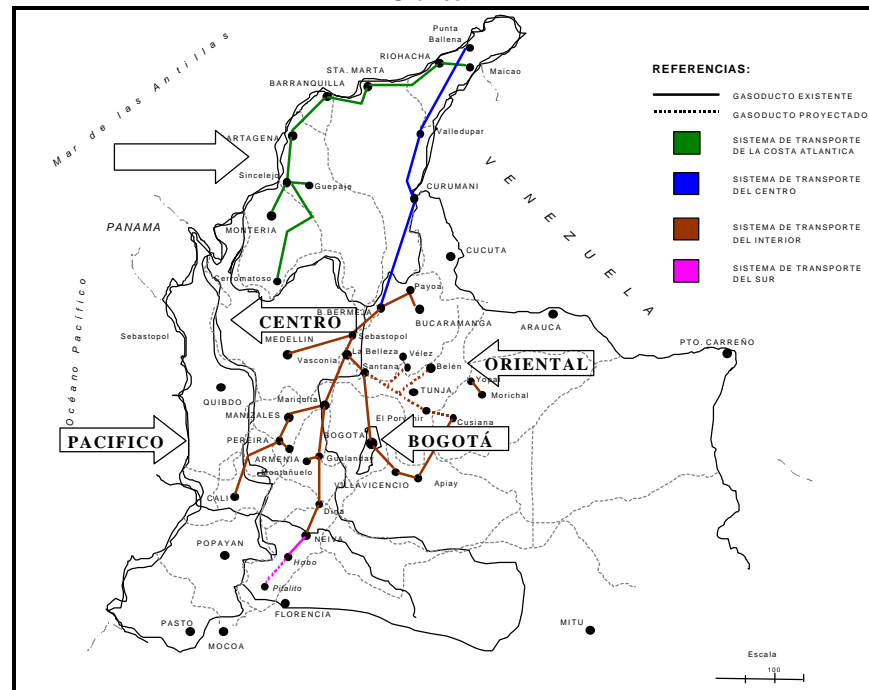 Punta
Ballena
RIOHACHA
Maicao
STA. MARTA
BARRANQUILLA
Mar de las Antillas
ARTAGENA
Valledupar
Sincelejo
Guepaje
CURUMANI
MONTERIA
PANAMA
VENEZUELA
CUCUTA
Cerromatoso
Payoa
B.BERMEJA
BUCARAMANGA
ARAUCA
CENTRO
Océano Pacífico
Sebastopol
MEDELLIN
Sebastopol
PTO. CARREÑO
Vasconia
La Belleza
Vélez
Santana
Belén
ORIENTAL
Yopal
Morichal
QUIBDO
TUNJA
Mariquita
MANIZALES
El Porvenir
Cusiana
PACIFICO
PEREIRA
BOGOTA
BOGOTÁ
ARMENIA
Gualanday
Montañuelo
VILLAVICENCIO
Apiay
CALI
Dina
NEIVA
POPAYAN
Hobo
Pitalito
FLORENCIA
PASTO
MOCOA
MITU
REFERENCIAS:
GASODUCTO EXISTENTE
GASODUCTO PROYECTADO
SISTEMA DE TRANSPORTE
DE LA COSTA ATLANTICA
SISTEMA DE TRANSPORTE
DEL CENTRO
SISTEMA DE TRANSPORTE
DEL INTERIOR
SISTEMA DE TRANSPORTE
DEL SUR
Escala
100